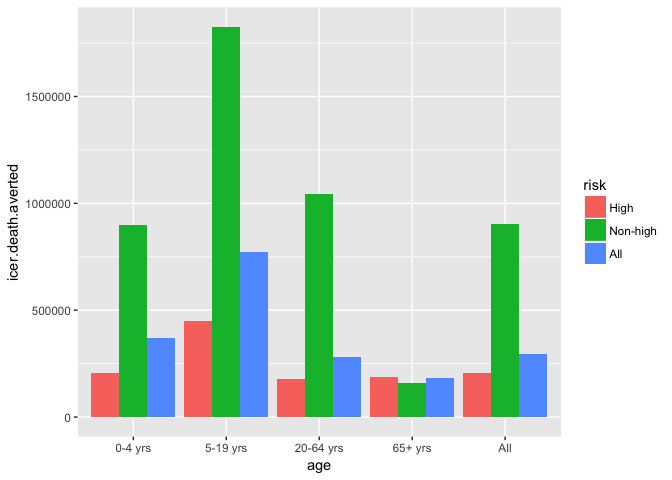 icer.death.averted
1500000
1000000
500000
0
0-4 yrs
5-19 yrs
20-64 yrs
65+ yrs
All
age
risk
High
Non-high
All